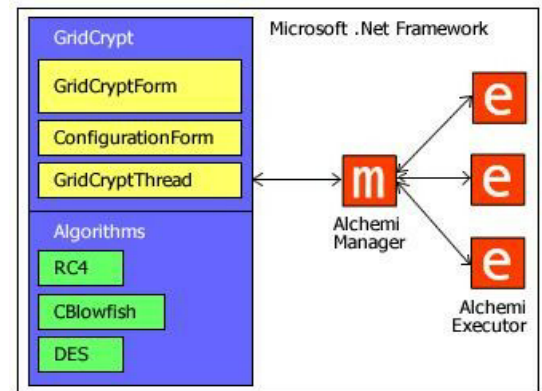 GridCrypt
GridCryptForm
ConfigurationForm
GridCryptThread
Algorithms
RC4
CBlowfish
DES
Microsoft .Net Framework
m
Alchemi
Manager
e
e
e
Alchemi
Executor